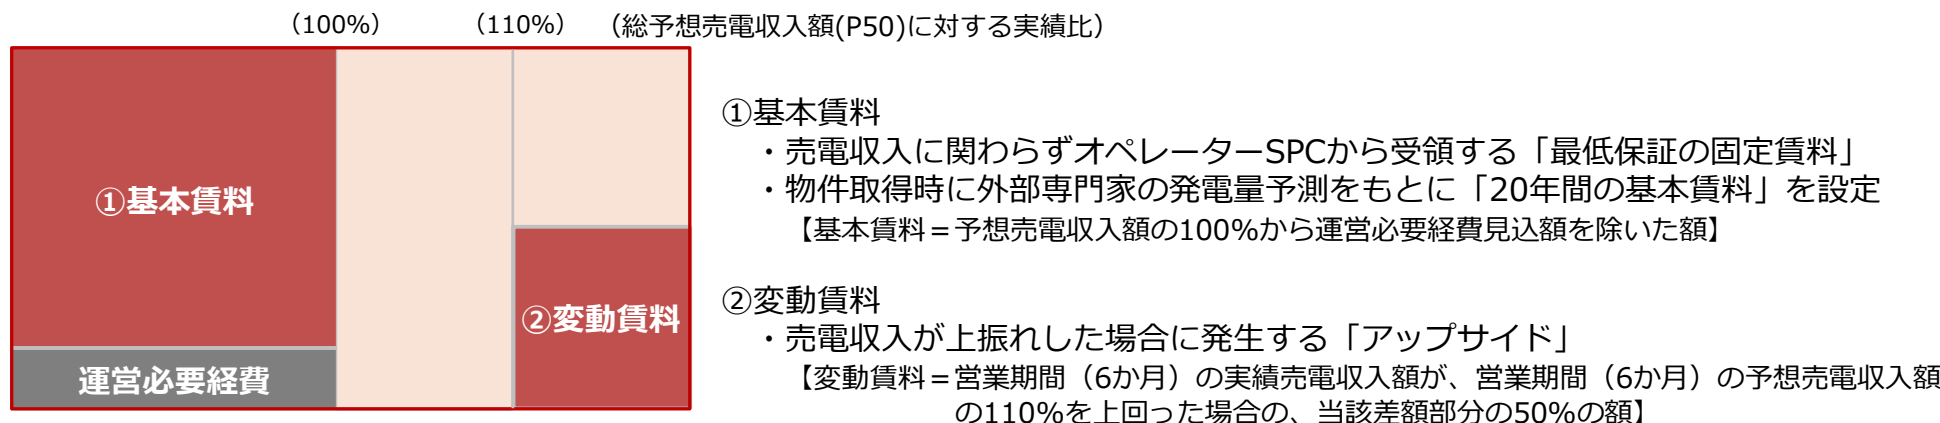 （100%） （110%） （総予想売電収入額(P50)に対する実績比）
①基本賃料
運営必要経費
②変動賃料
①基本賃料
・売電収入に関わらずオペレーターSPCから受領する「最低保証の固定賃料」
・物件取得時に外部専門家の発電量予測をもとに「20年間の基本賃料」を設定
【基本賃料＝予想売電収入額の100%から運営必要経費見込額を除いた額】
②変動賃料
・売電収入が上振れした場合に発生する「アップサイド」
【変動賃料＝営業期間（6か月）の実績売電収入額が、営業期間（6か月）の予想売電収入額
の110%を上回った場合の、当該差額部分の50%の額】